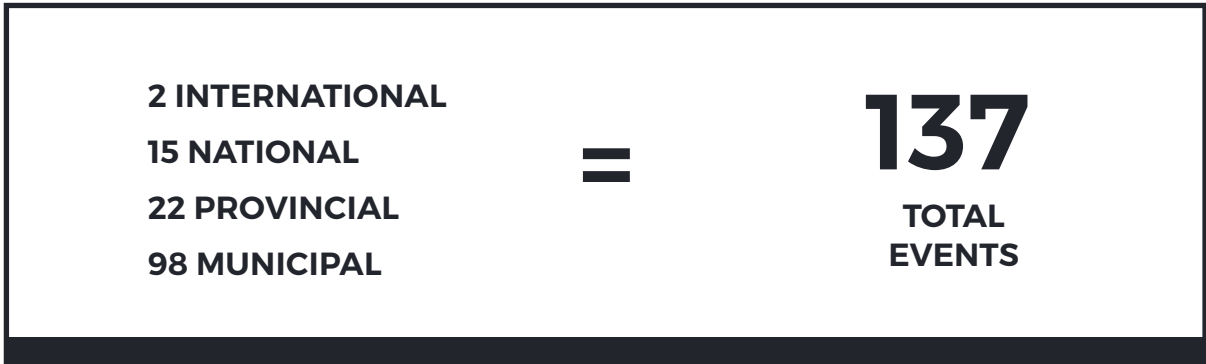 2 INTERNATIONAL
15 NATIONAL
22 PROVINCIAL
98 MUNICIPAL
=
137
TOTAL
EVENTS